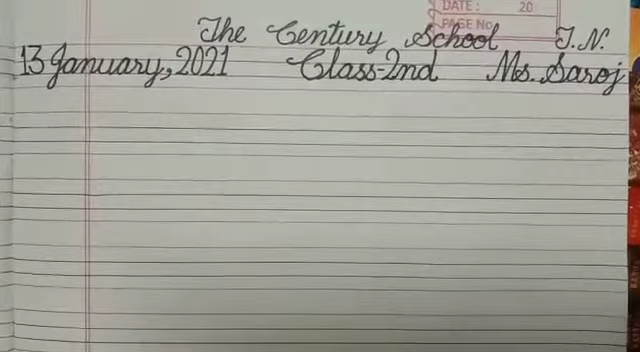 DATE: 20
PAGE No
The Century School T.N.
13 January, 2021 Class-2nd Ms. Saroj